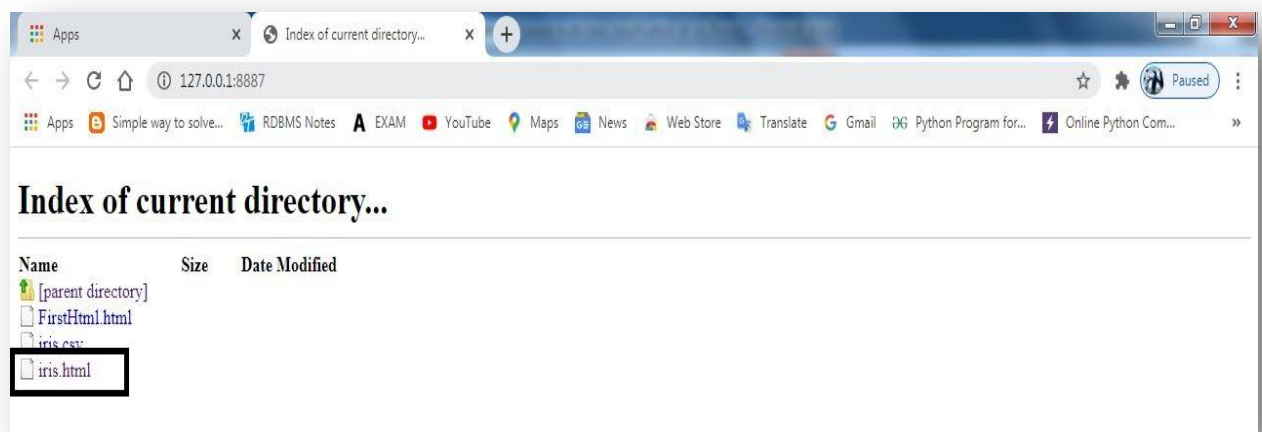 Apps
Index of current directory...
127.0.0.1:8887
Paused
Apps Simple way to solve... RDBMS Notes A EXAM YouTube Maps GE News Web Store Translate G Gmail Python Program for... Online Python Com... »
Index of current directory...
Name Size Date Modified
[parent directory]
FirstHtml.html
iris.csv
iris.html